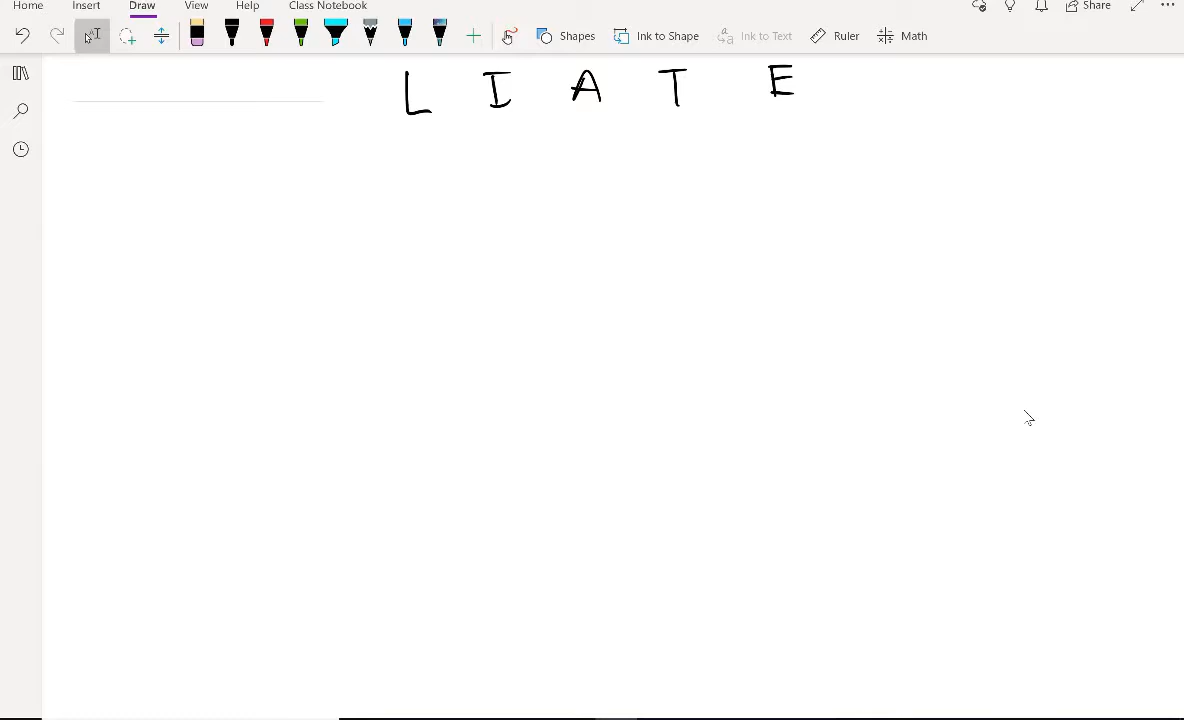 Home Insert Draw View Help Class Notebook Share
Shapes Ink to Shape Ink to Text Ruler Math
L I A T E